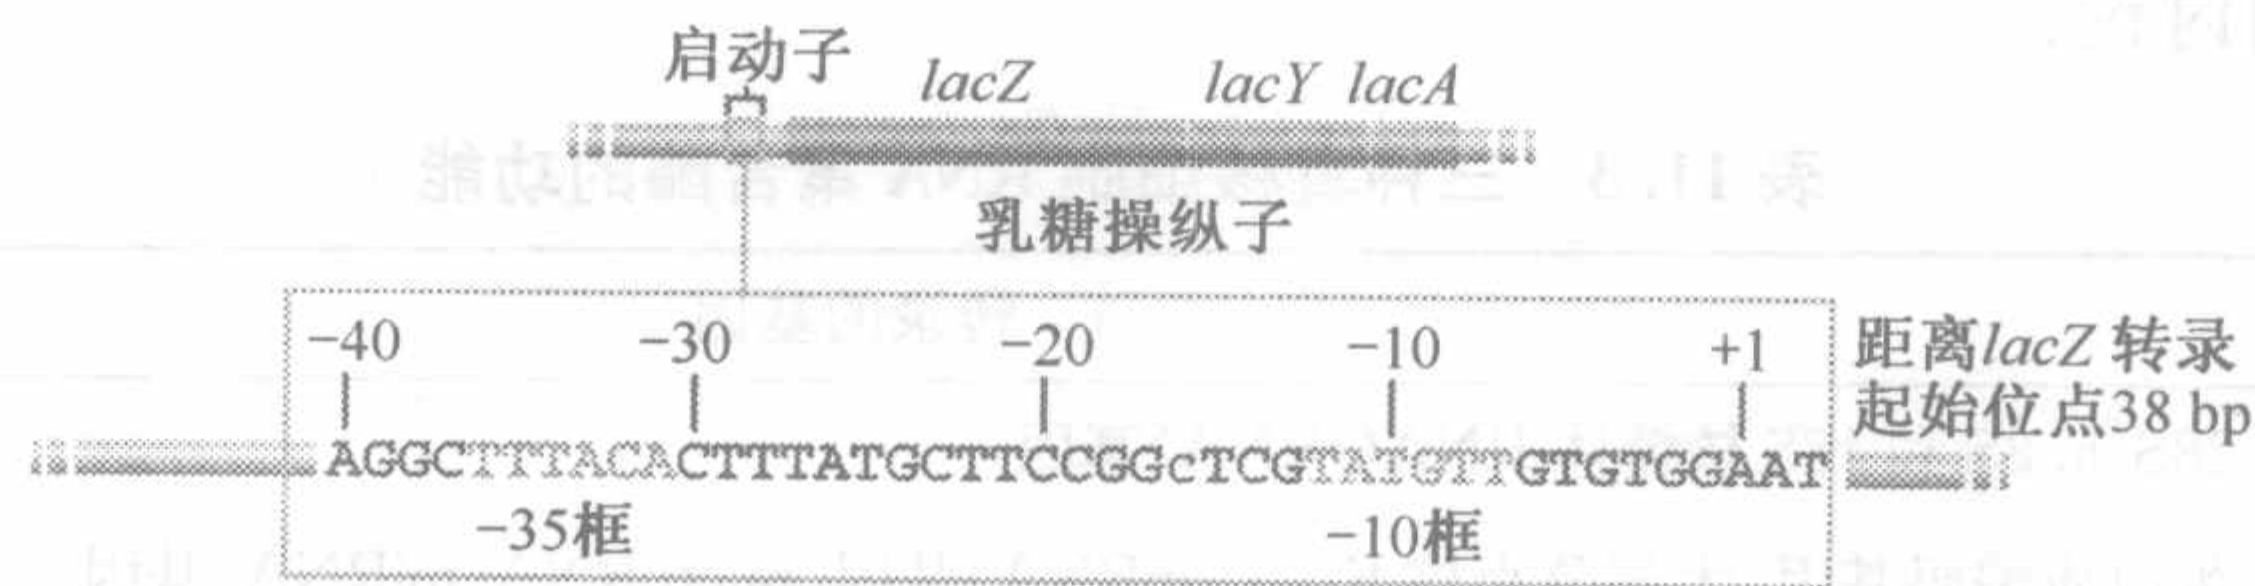 启动子
lacZ lacY lacA
乳糖操纵子
−40 −30 −20 −10 +1
距离lacZ 转录
起始位点38 bp
AGGCTTTACACTTTATGCTTCCGGcTCGTATGTTGTGTGGAAT
−35框 −10框